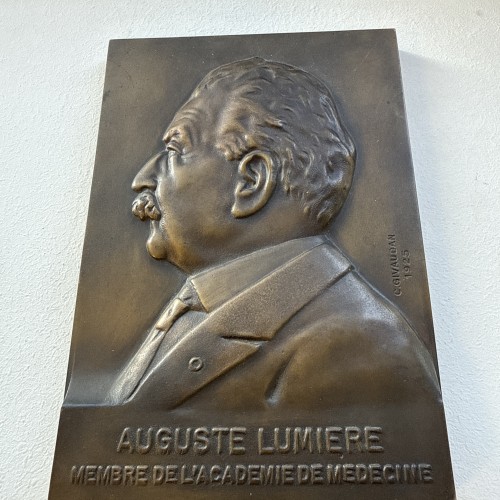 C. GIVAUDAN
1925
AUGUSTE LUMIERE
MEMBRE DE L'ACADEMIE DE MEDECINE